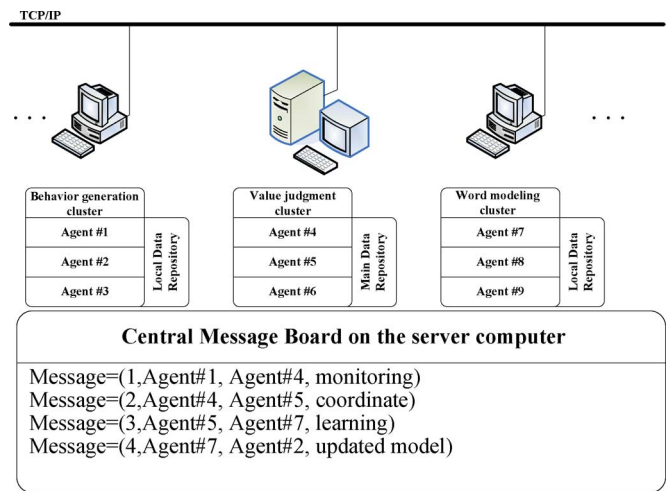 TCP/IP
. . .
. . .
Behavior generation
cluster
Agent #1
Agent #2
Agent #3
Local Data
Repository
Value judgment
cluster
Agent #4
Agent #5
Agent #6
Main Data
Repository
Word modeling
cluster
Agent #7
Agent #8
Agent #9
Local Data
Repository
Central Message Board on the server computer
Message=(1,Agent#1, Agent#4, monitoring)
Message=(2,Agent#4, Agent#5, coordinate)
Message=(3,Agent#5, Agent#7, learning)
Message=(4,Agent#7, Agent#2, updated model)